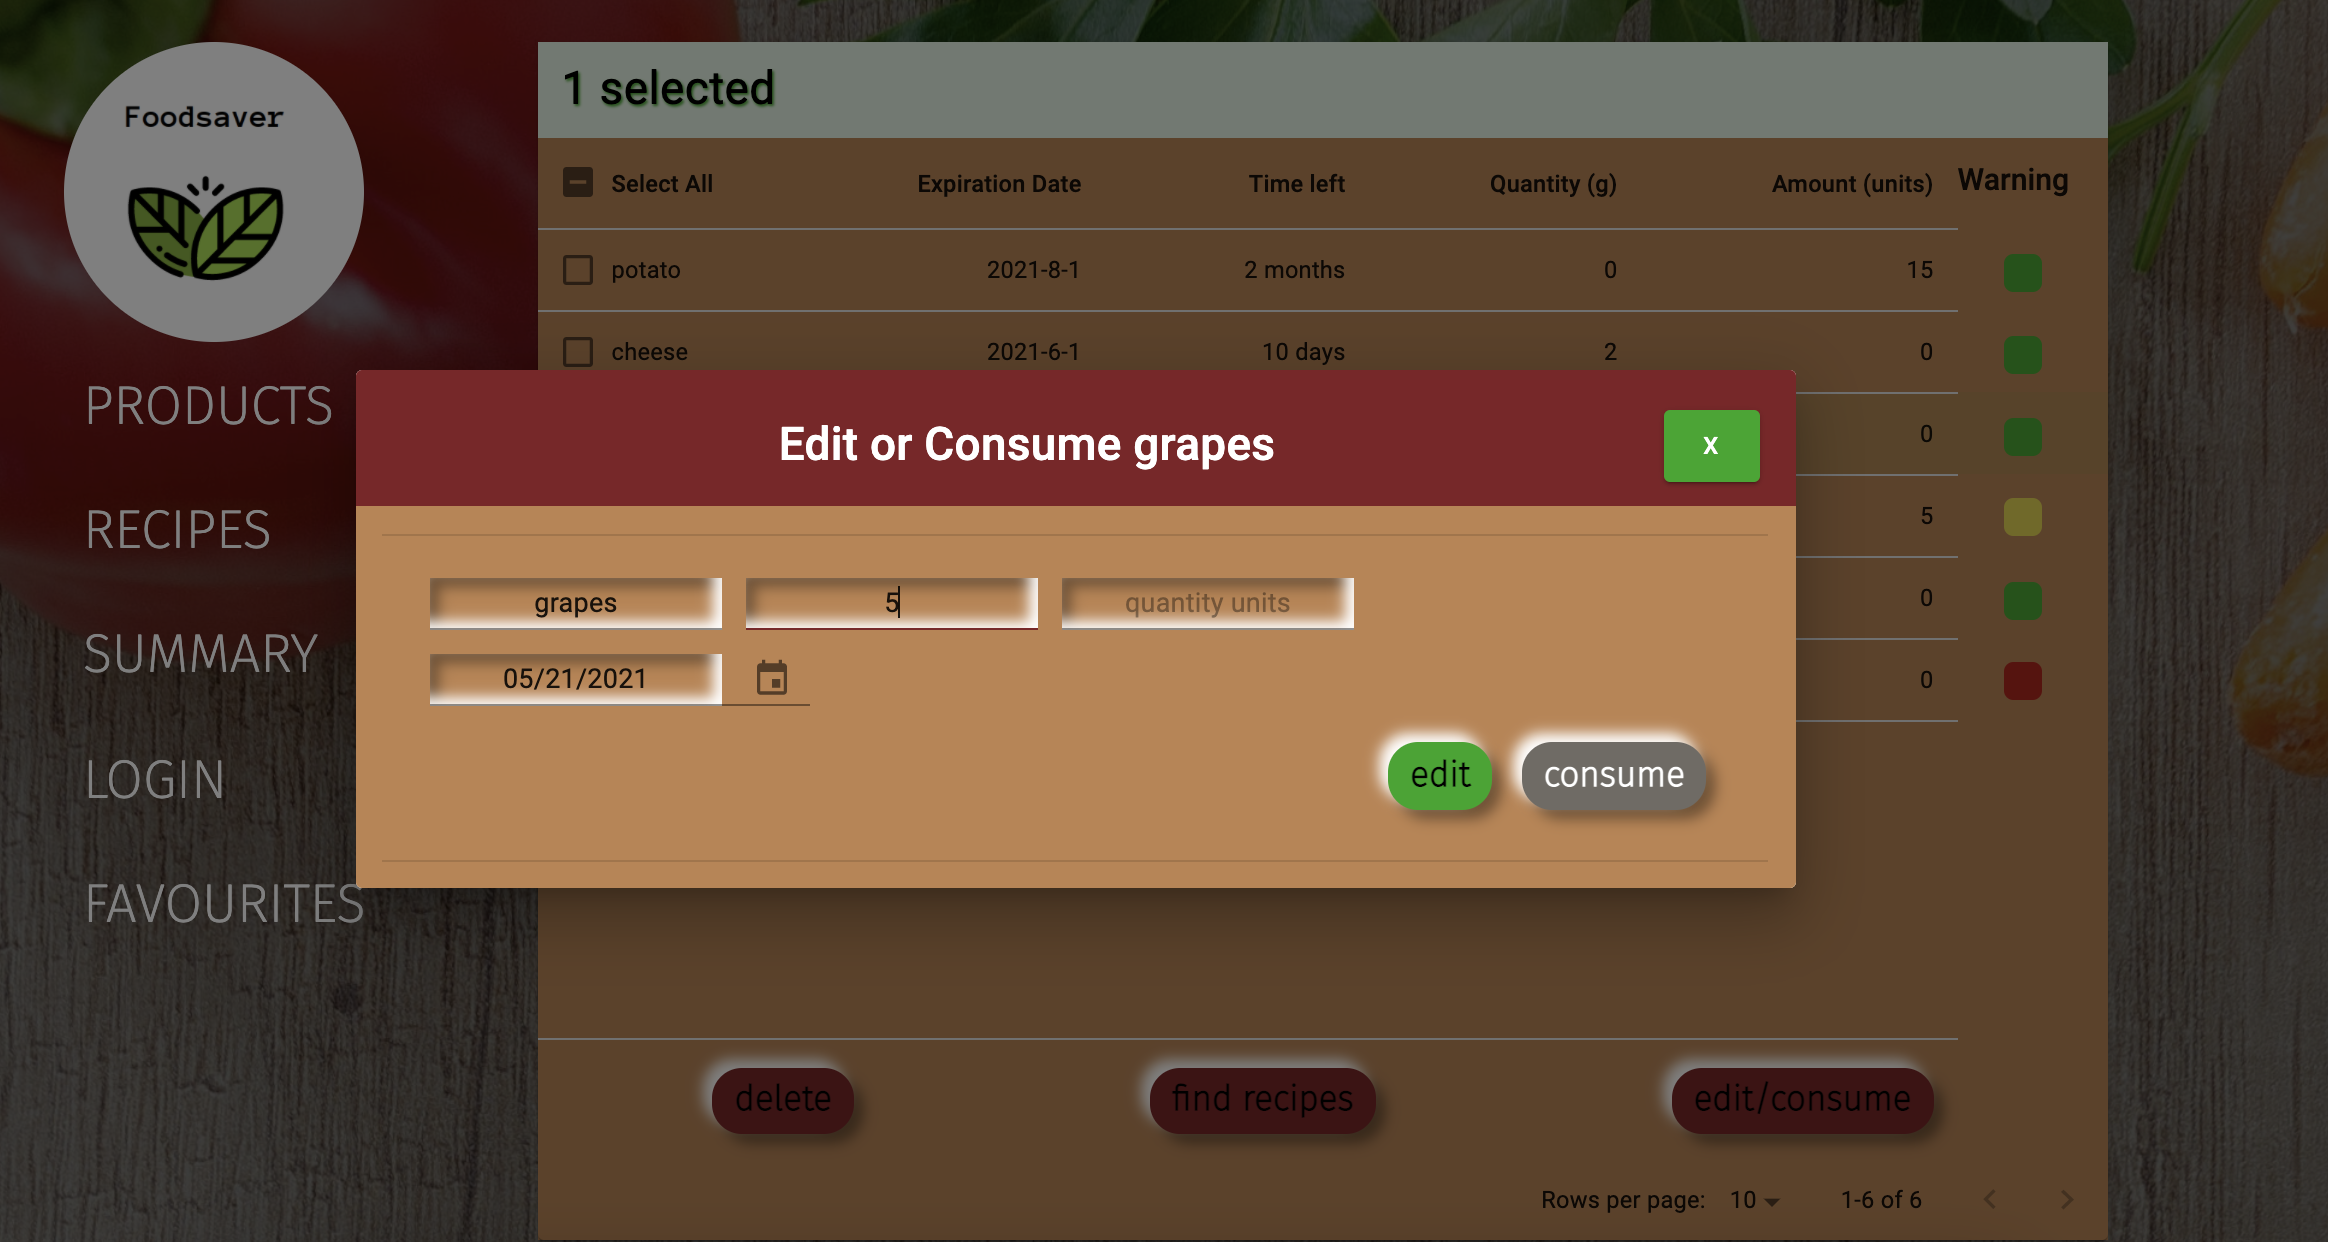 Foodsaver
PRODUCTS
RECIPES
SUMMARY
LOGIN
FAVOURITES
1 selected
Select All Expiration Date Time left Quantity (g) Amount (units) Warning
potato 2021-8-1 2 months 0 15
cheese 2021-6-1 10 days 2 0
0
5
0
0
Edit or Consume grapes
x
grapes 5 quantity units
05/21/2021
edit consume
delete find recipes edit/consume
Rows per page: 10 1-6 of 6